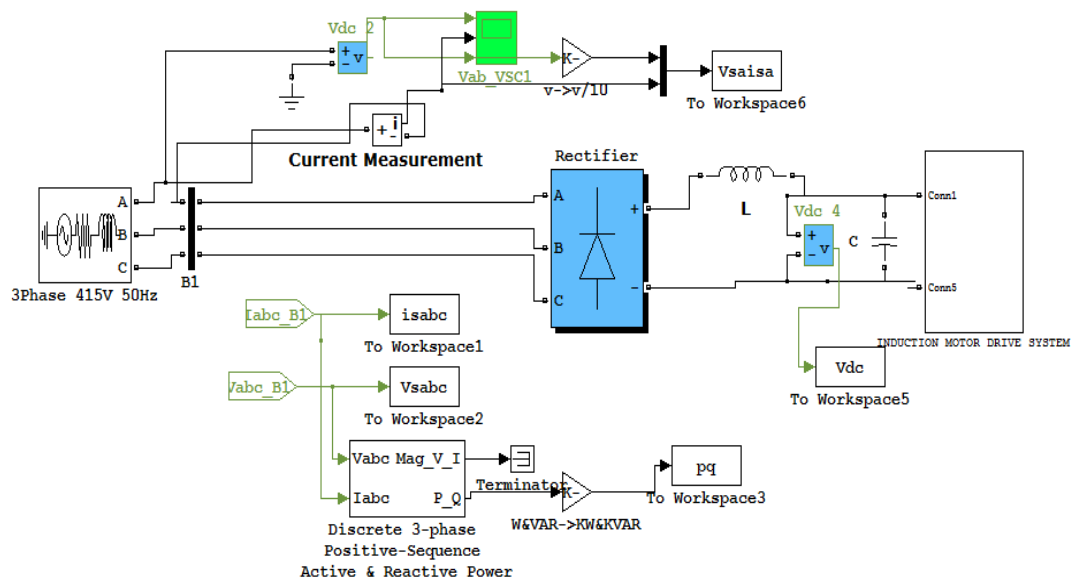 Vdc 2
+
v
-
Vab_VSC1
K-
v->v/10
Vsaisa
To Workspace6
+
i
-
Current Measurement
A
B
C
3Phase 415V 50Hz
B1
Rectifier
A
B
C
+
-
L
Vdc 4
+
v
-
C
Conn1
Conn5
INDUCTION MOTOR DRIVE SYSTEM
Iabc_B1
isabc
To Workspace1
Vabc_B1
Vsabc
To Workspace2
Vdc
To Workspace5
Vabc
Mag_V_I
Iabc
P_Q
Terminator
K-
W&VAR->KW&KVAR
pq
To Workspace3
Discrete 3-phase
Positive-Sequence
Active & Reactive Power